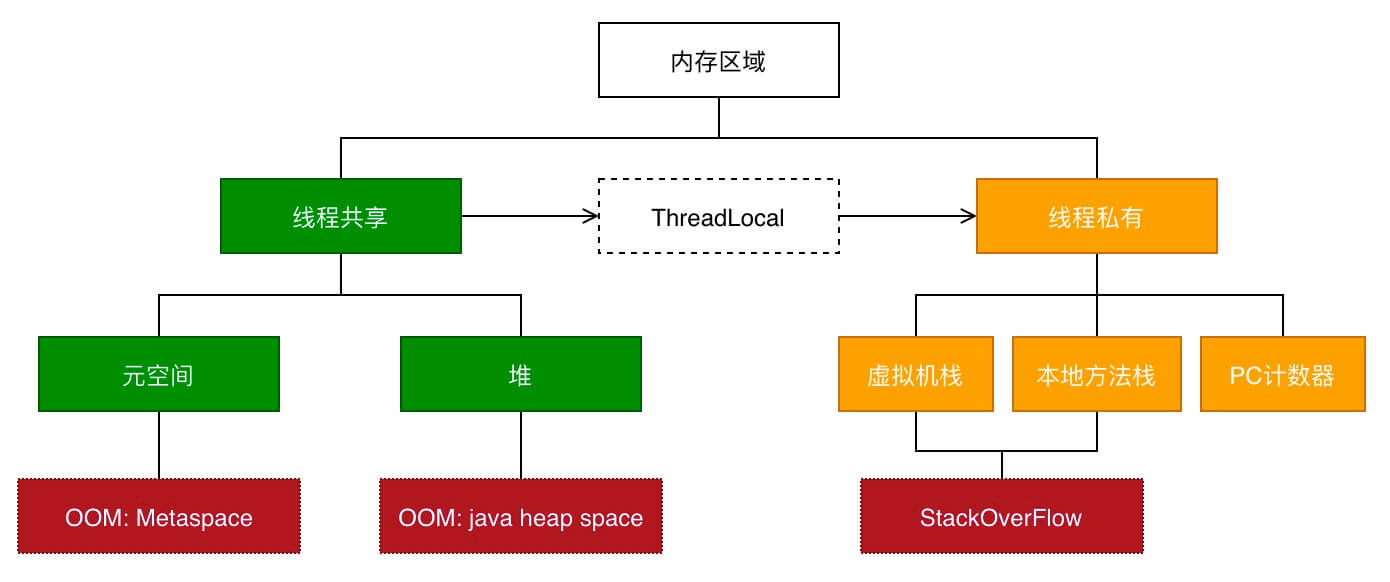 内存区域
线程共享
ThreadLocal
线程私有
元空间
堆
虚拟机栈
本地方法栈
PC计数器
OOM: Metaspace
OOM: java heap space
StackOverFlow